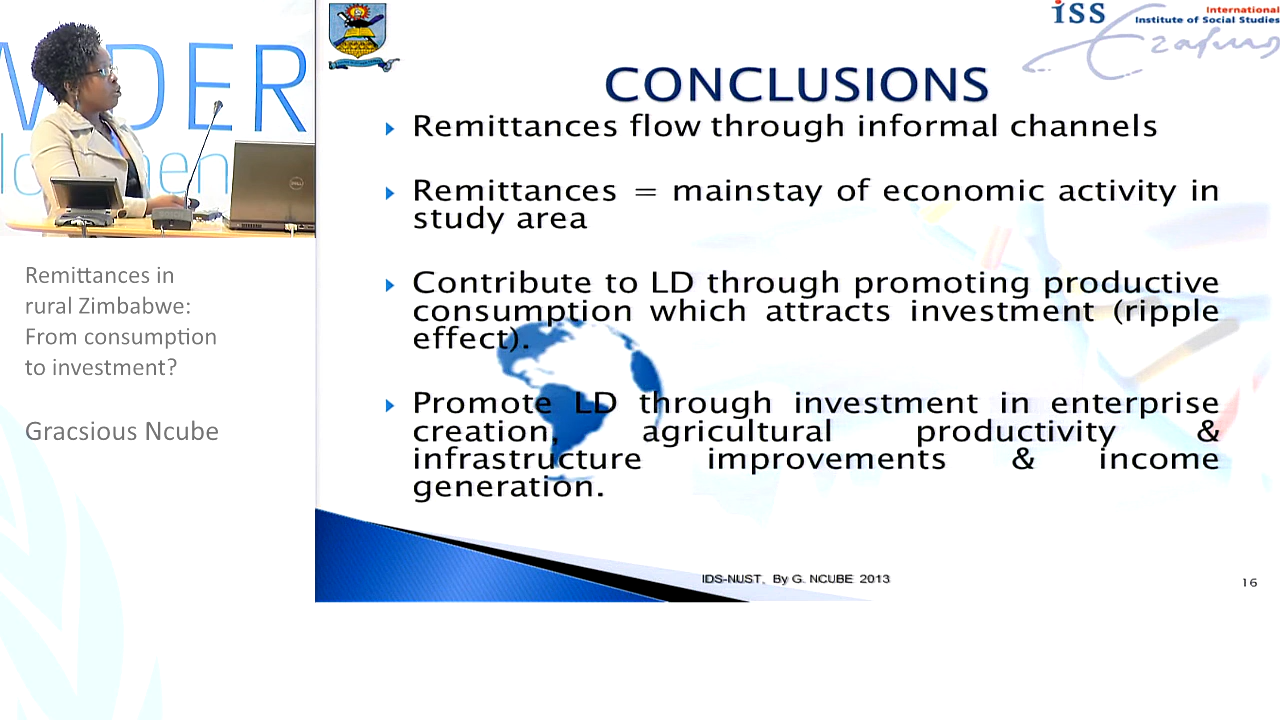 WIDER
iss
International
Institute of Social Studies
Erasmus
CONCLUSIONS
Remittances flow through informal channels
Remittances = mainstay of economic activity in
study area
Contribute to LD through promoting productive
consumption which attracts investment (ripple
effect).
Promote LD through investment in enterprise
creation, agricultural productivity &
infrastructure improvements & income
generation.
IDS-NUST. By G. NCUBE 2013
16
Remittances in
rural Zimbabwe:
From consumption
to investment?
Gracsious Ncube